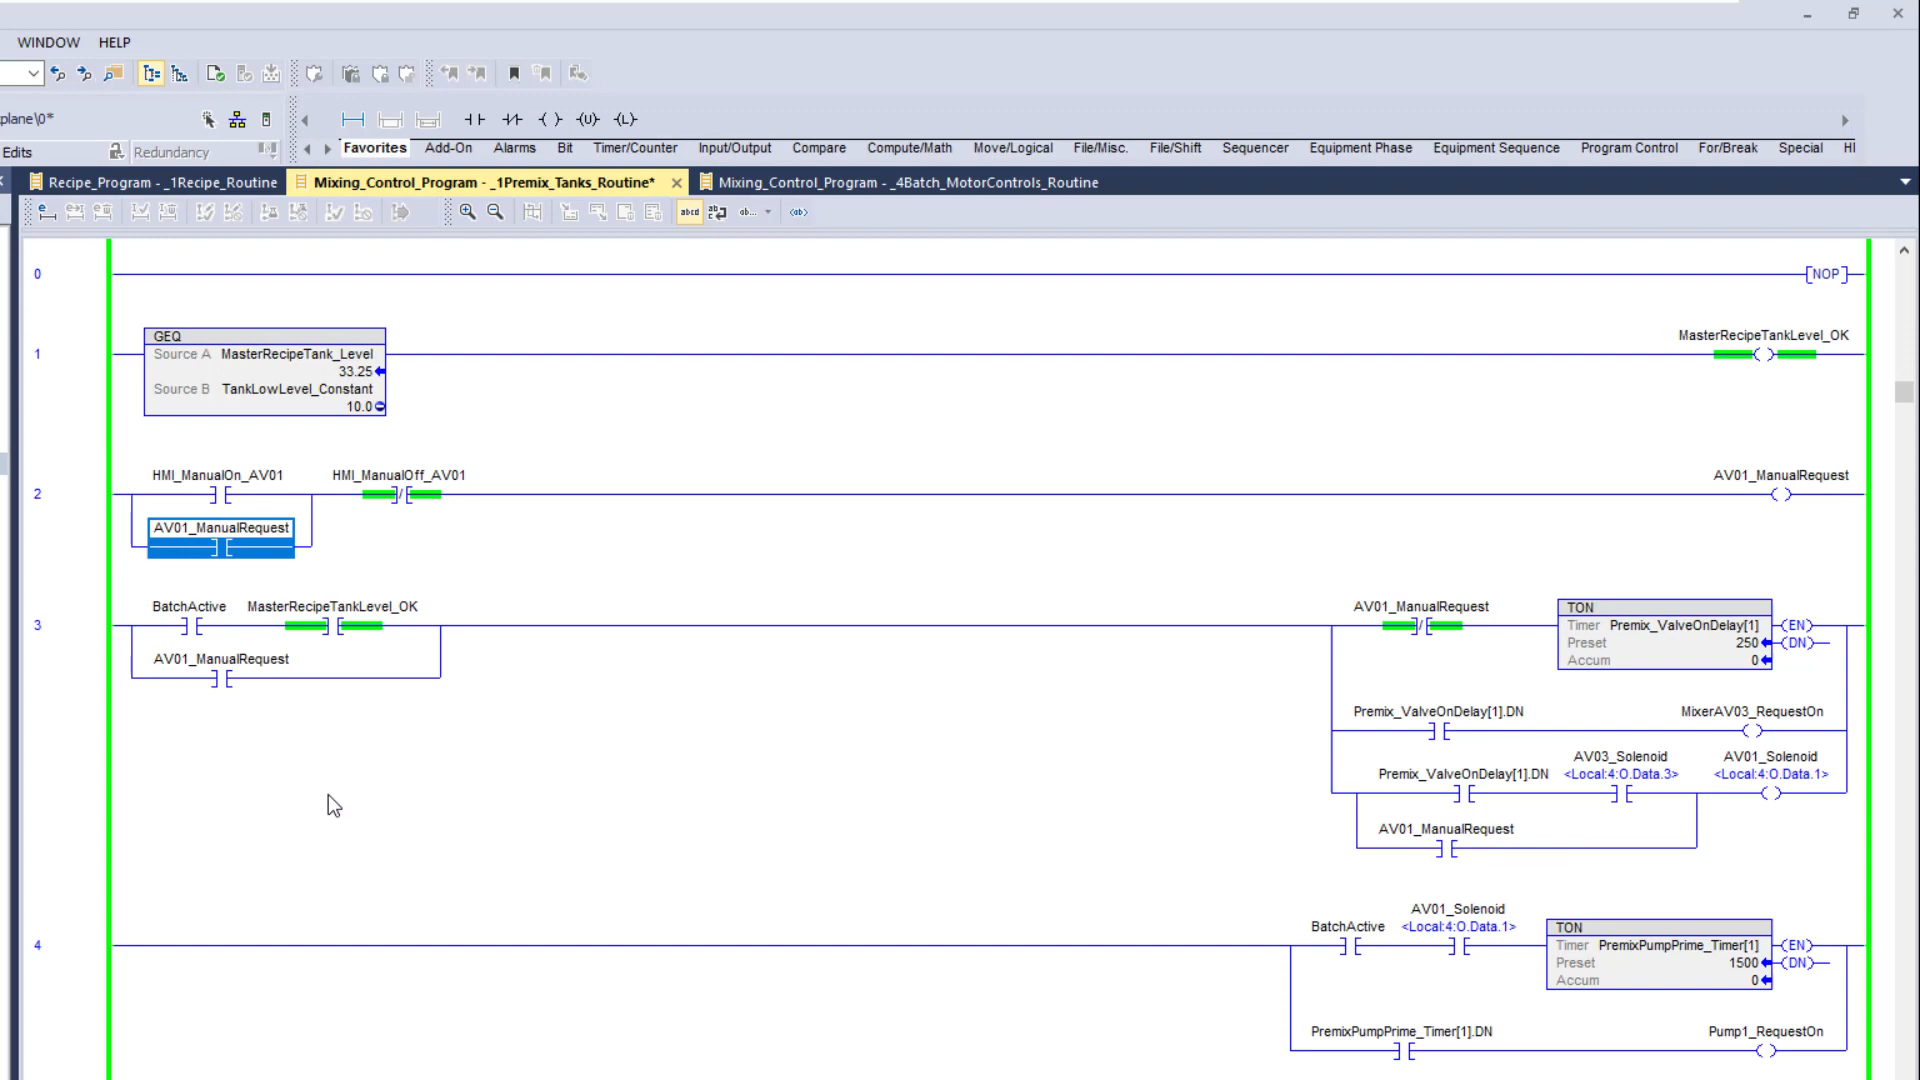 WINDOW HELP
plane\0*
Edits
Redundancy
Favorites Add-On Alarms Bit Timer/Counter Input/Output Compare Compute/Math Move/Logical File/Misc. File/Shift Sequencer Equipment Phase Equipment Sequence Program Control For/Break Special HI
Recipe_Program - _1Recipe_Routine
Mixing_Control_Program - _1Premix_Tanks_Routine*
Mixing_Control_Program - _4Batch_MotorControls_Routine
0
NOP
1
GEQ
Source A MasterRecipeTank_Level
33.25
Source B TankLowLevel_Constant
10.0
MasterRecipeTankLevel_OK
2
HMI_ManualOn_AV01 HMI_ManualOff_AV01
AV01_ManualRequest
AV01_ManualRequest
3
BatchActive MasterRecipeTankLevel_OK
AV01_ManualRequest
AV01_ManualRequest
TON
Timer Premix_ValveOnDelay[1]
Preset 250
Accum 0
EN
DN
Premix_ValveOnDelay[1].DN MixerAV03_RequestOn
Premix_ValveOnDelay[1].DN
AV03_Solenoid
<Local:4:O.Data.3>
AV01_Solenoid
<Local:4:O.Data.1>
AV01_ManualRequest
4
BatchActive
AV01_Solenoid
<Local:4:O.Data.1>
TON
Timer PremixPumpPrime_Timer[1]
Preset 1500
Accum 0
EN
DN
PremixPumpPrime_Timer[1].DN Pump1_RequestOn